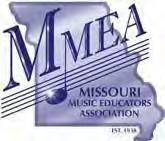 MMEA
MISSOURI
MUSIC EDUCATORS
ASSOCIATION
EST. 1938